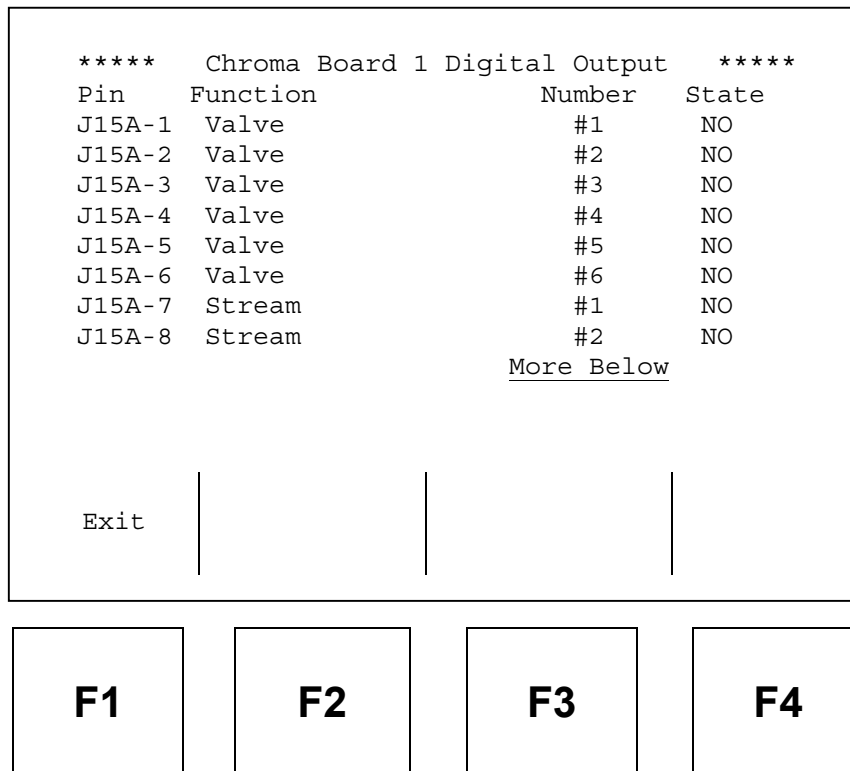 ***** Chroma Board 1 Digital Output *****
Pin Function Number State
J15A-1 Valve #1 NO
J15A-2 Valve #2 NO
J15A-3 Valve #3 NO
J15A-4 Valve #4 NO
J15A-5 Valve #5 NO
J15A-6 Valve #6 NO
J15A-7 Stream #1 NO
J15A-8 Stream #2 NO
More Below
Exit
F1 F2 F3 F4